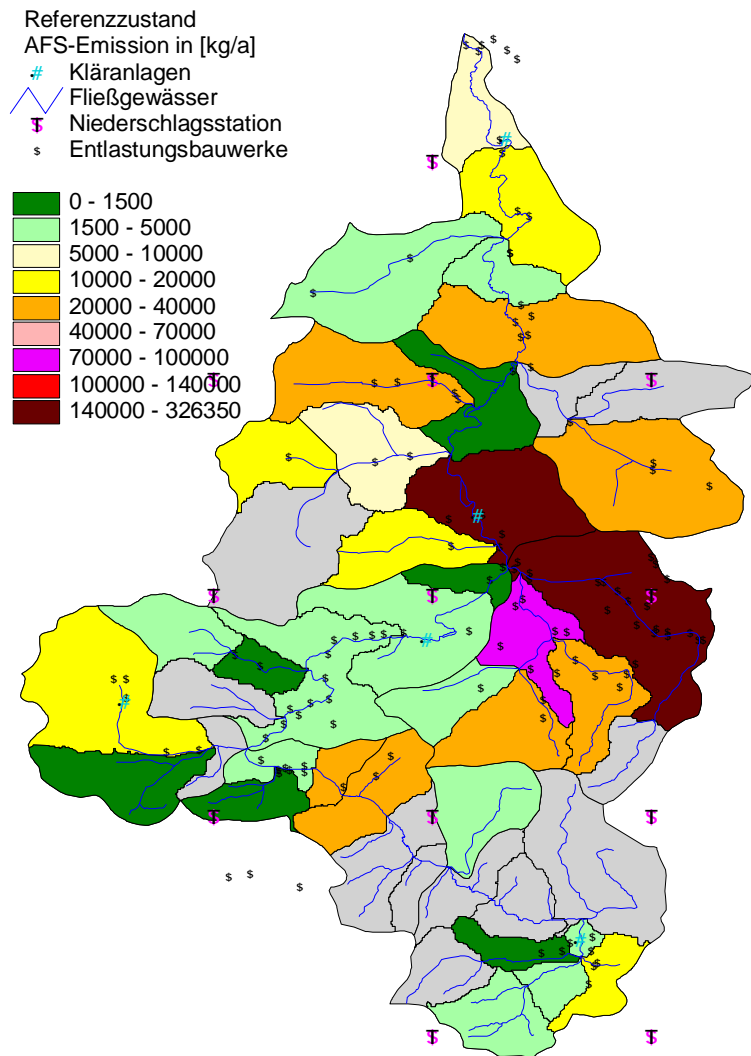 Referenzzustand
AFS-Emission in [kg/a]
Kläranlagen
Fließgewässer
Niederschlagsstation
Entlastungsbauwerke
0 - 1500
1500 - 5000
5000 - 10000
10000 - 20000
20000 - 40000
40000 - 70000
70000 - 100000
100000 - 140000
140000 - 326350